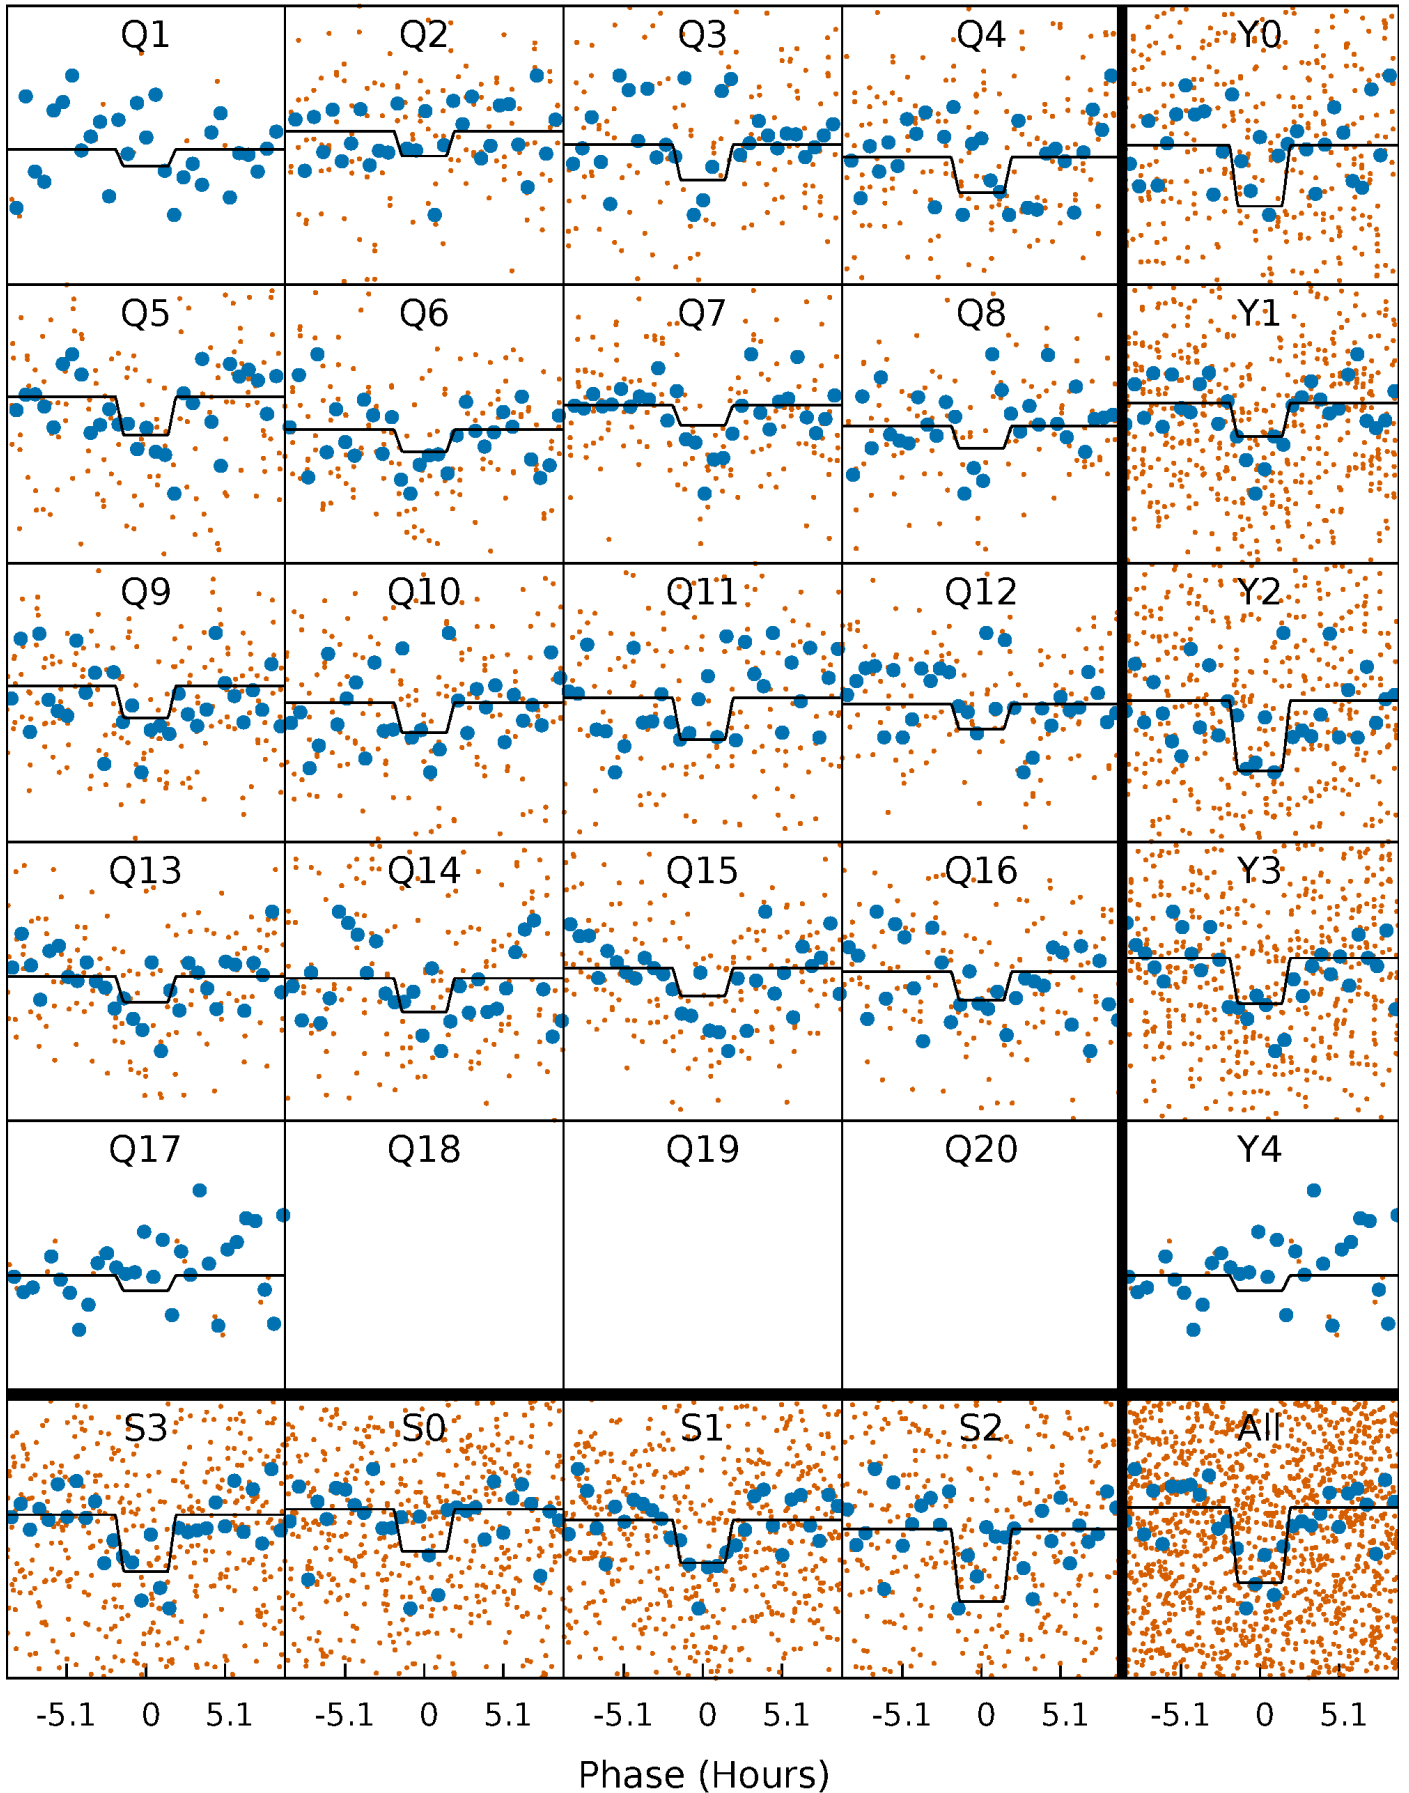 Q1 Q2 Q3 Q4 Y0
Q5 Q6 Q7 Q8 Y1
Q9 Q10 Q11 Q12 Y2
Q13 Q14 Q15 Q16 Y3
Q17 Q18 Q19 Q20 Y4
S3 S0 S1 S2 All
-5.1 0 5.1 -5.1 0 5.1 -5.1 0 5.1 -5.1 0 5.1 -5.1 0 5.1
Phase (Hours)